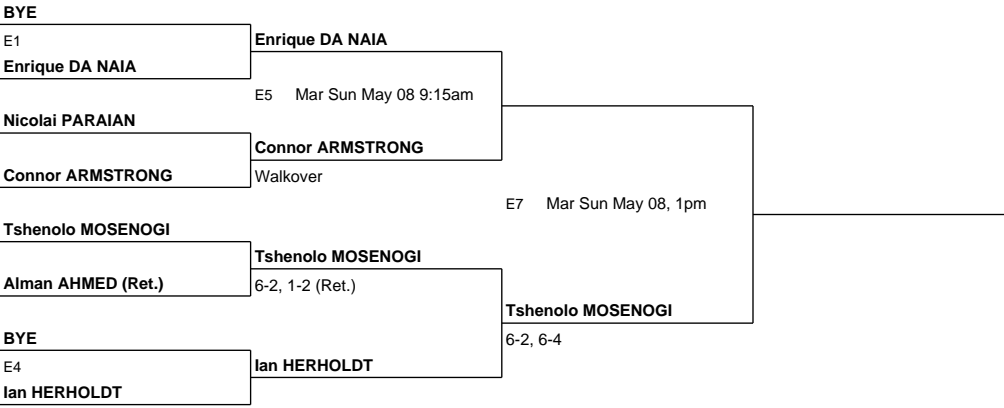 BYE
E1
Enrique DA NAIA
Enrique DA NAIA
E5 Mar Sun May 08 9:15am
Nicolai PARAIAN
Connor ARMSTRONG
Connor ARMSTRONG
Walkover
E7 Mar Sun May 08, 1pm
Tshenolo MOSENOGI
Tshenolo MOSENOGI
Alman AHMED (Ret.)
6-2, 1-2 (Ret.)
Tshenolo MOSENOGI
BYE
6-2, 6-4
E4
Ian HERHOLDT
Ian HERHOLDT